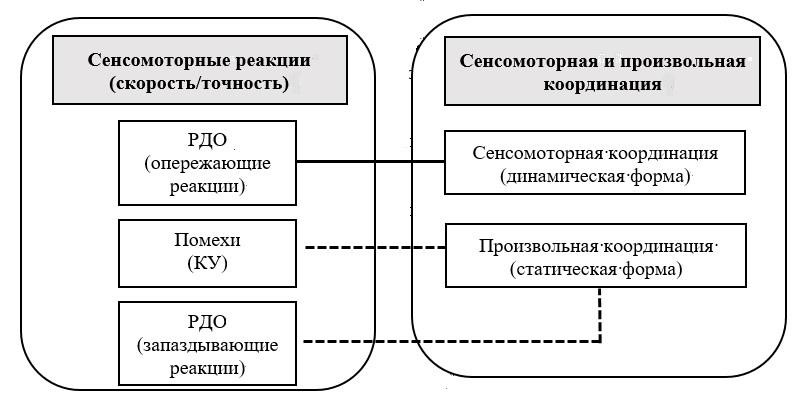 Сенсомоторные реакции
(скорость/точность)
РДО
(опережающие
реакции)
Помехи
(КУ)
РДО
(запаздывающие
реакции)
Сенсомоторная и произвольная
координация
Сенсомоторная·координация
(динамическая·форма)
Произвольная·координация·
(статическая·форма)